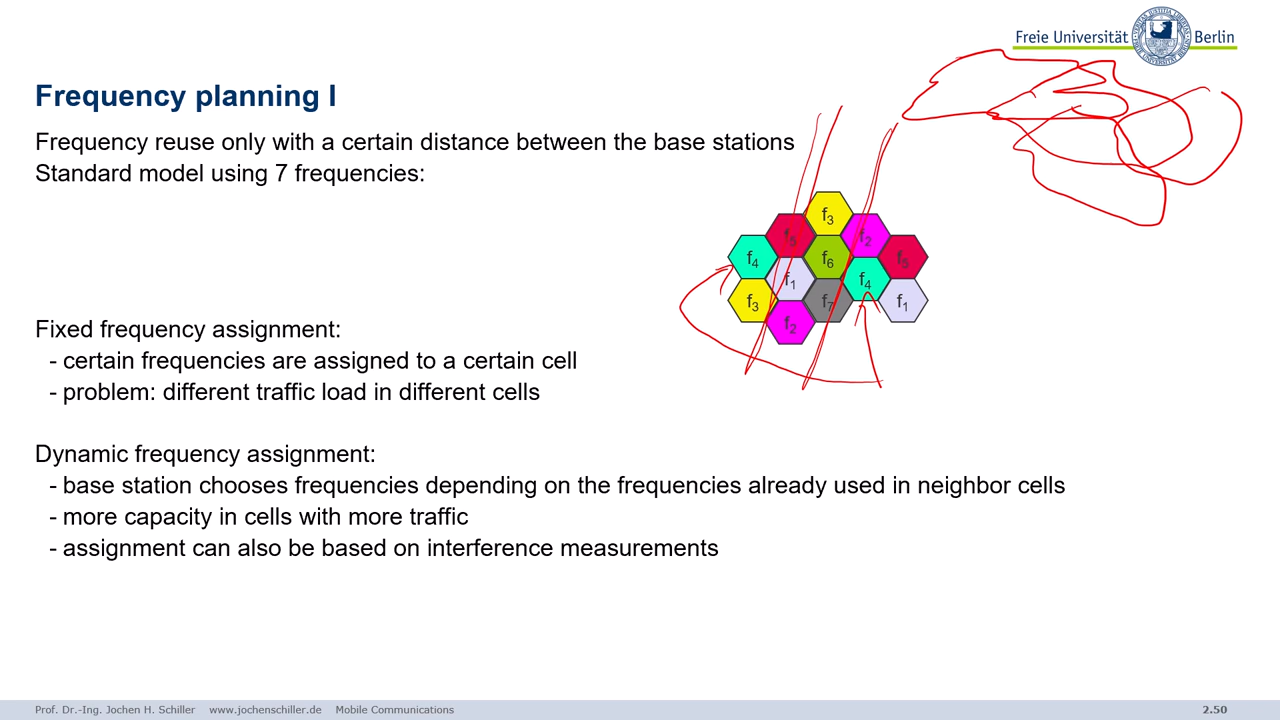 Freie Universität Berlin
Frequency planning I
Frequency reuse only with a certain distance between the base stations
Standard model using 7 frequencies:
f3
f5 f2
f4 f6 f5
f1 f4
f3 f7 f1
f2
Fixed frequency assignment:
- certain frequencies are assigned to a certain cell
- problem: different traffic load in different cells
Dynamic frequency assignment:
- base station chooses frequencies depending on the frequencies already used in neighbor cells
- more capacity in cells with more traffic
- assignment can also be based on interference measurements
Prof. Dr.-Ing. Jochen H. Schiller www.jochenschiller.de Mobile Communications 2.50